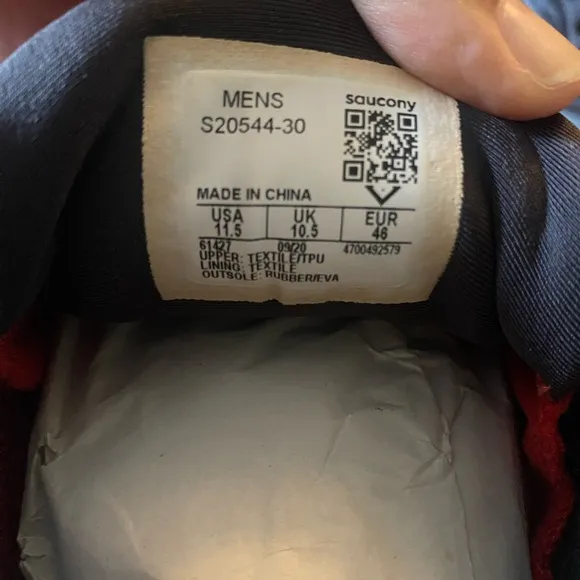 MENS
saucony
S20544-30
MADE IN CHINA
USA UK EUR
11.5 10.5 46
61427 09/20 4700492579
UPPER: TEXTILE/TPU
LINING: TEXTILE
OUTSOLE: RUBBER/EVA